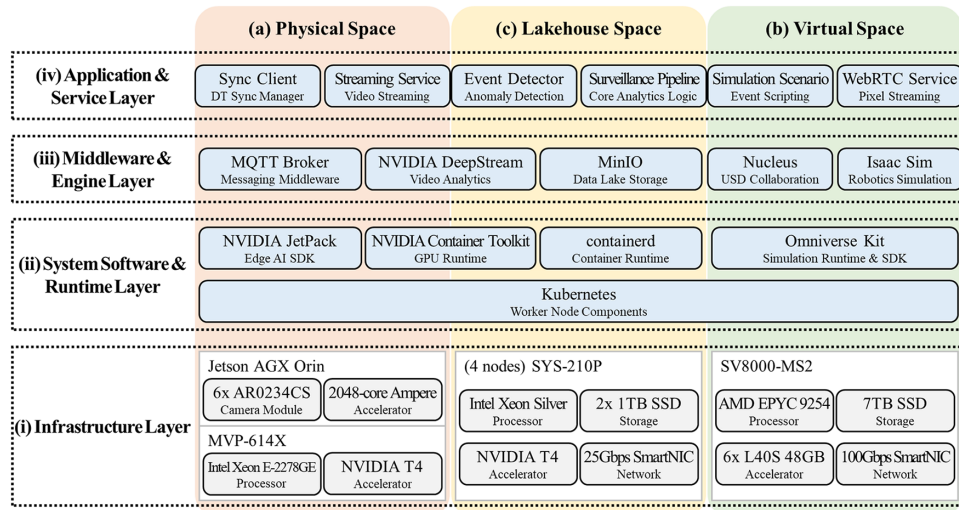 (a) Physical Space
(c) Lakehouse Space
(b) Virtual Space
(iv) Application &
Service Layer
Sync Client
DT Sync Manager
Streaming Service
Video Streaming
Event Detector
Anomaly Detection
Surveillance Pipeline
Core Analytics Logic
Simulation Scenario
Event Scripting
WebRTC Service
Pixel Streaming
(iii) Middleware &
Engine Layer
MQTT Broker
Messaging Middleware
NVIDIA DeepStream
Video Analytics
MinIO
Data Lake Storage
Nucleus
USD Collaboration
Isaac Sim
Robotics Simulation
(ii) System Software &
Runtime Layer
NVIDIA JetPack
Edge AI SDK
NVIDIA Container Toolkit
GPU Runtime
containerd
Container Runtime
Omniverse Kit
Simulation Runtime & SDK
Kubernetes
Worker Node Components
(i) Infrastructure Layer
Jetson AGX Orin
6x AR0234CS
Camera Module
2048-core Ampere
Accelerator
MVP-614X
Intel Xeon E-2278GE
Processor
NVIDIA T4
Accelerator
(4 nodes) SYS-210P
Intel Xeon Silver
Processor
2x 1TB SSD
Storage
NVIDIA T4
Accelerator
25Gbps SmartNIC
Network
SV8000-MS2
AMD EPYC 9254
Processor
7TB SSD
Storage
6x L40S 48GB
Accelerator
100Gbps SmartNIC
Network